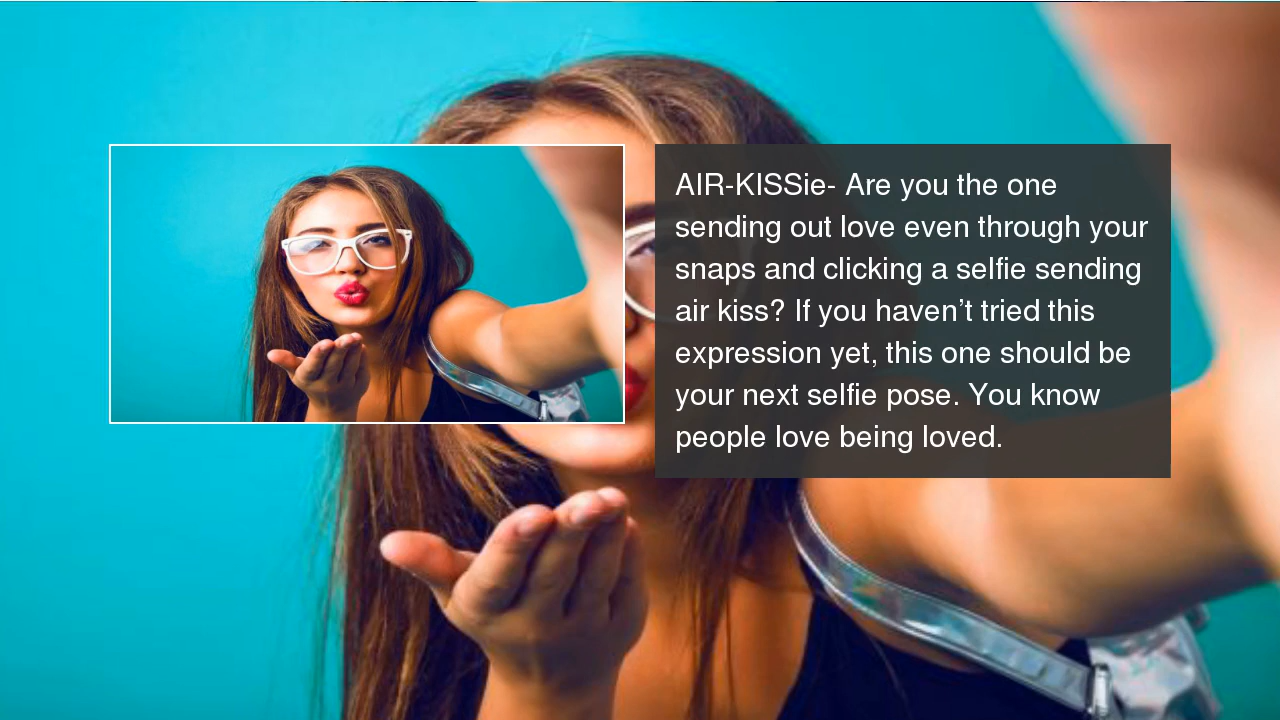 AIR-KISSie- Are you the one
sending out love even through your
snaps and clicking a selfie sending
air kiss? If you haven’t tried this
expression yet, this one should be
your next selfie pose. You know
people love being loved.